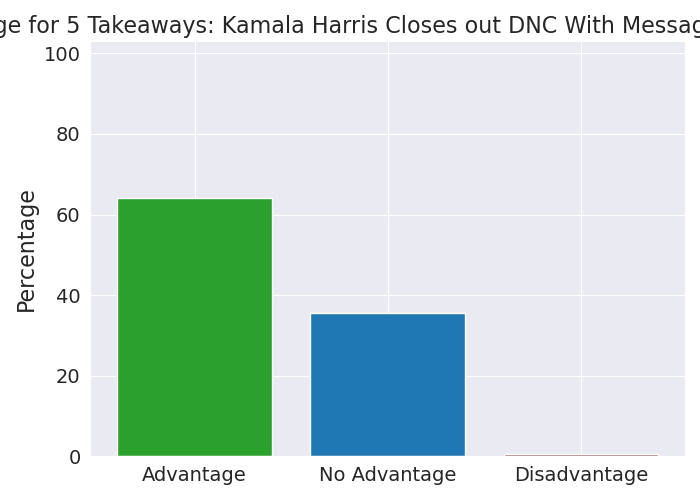 ge for 5 Takeaways: Kamala Harris Closes out DNC With Messag
100
80
60
40
20
0
Percentage
Advantage
No Advantage
Disadvantage